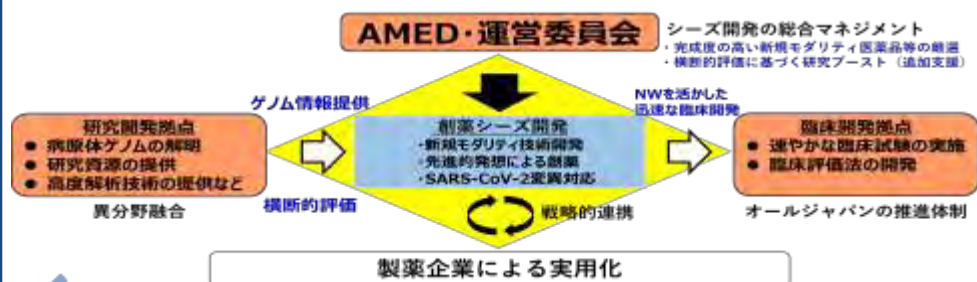 AMED･運営委員会
シーズ開発の総合マネジメント
・完成度の高い新規モダリティ医薬品等の厳選
・横断的評価に基づく研究ブースト（追加支援）
ゲノム情報提供
NWを活かした
迅速な臨床開発
研究開発拠点
● 病原体ゲノムの解明
● 研究資源の提供
● 高度解析技術の提供など
異分野融合
創薬シーズ開発
・新規モダリティ技術開発
・先進的発想による創薬
・SARS-CoV-2変異対応
臨床開発拠点
● 速やかな臨床試験の実施
● 臨床評価法の開発
オールジャパンの推進体制
横断的評価
戦略的連携
製薬企業による実用化